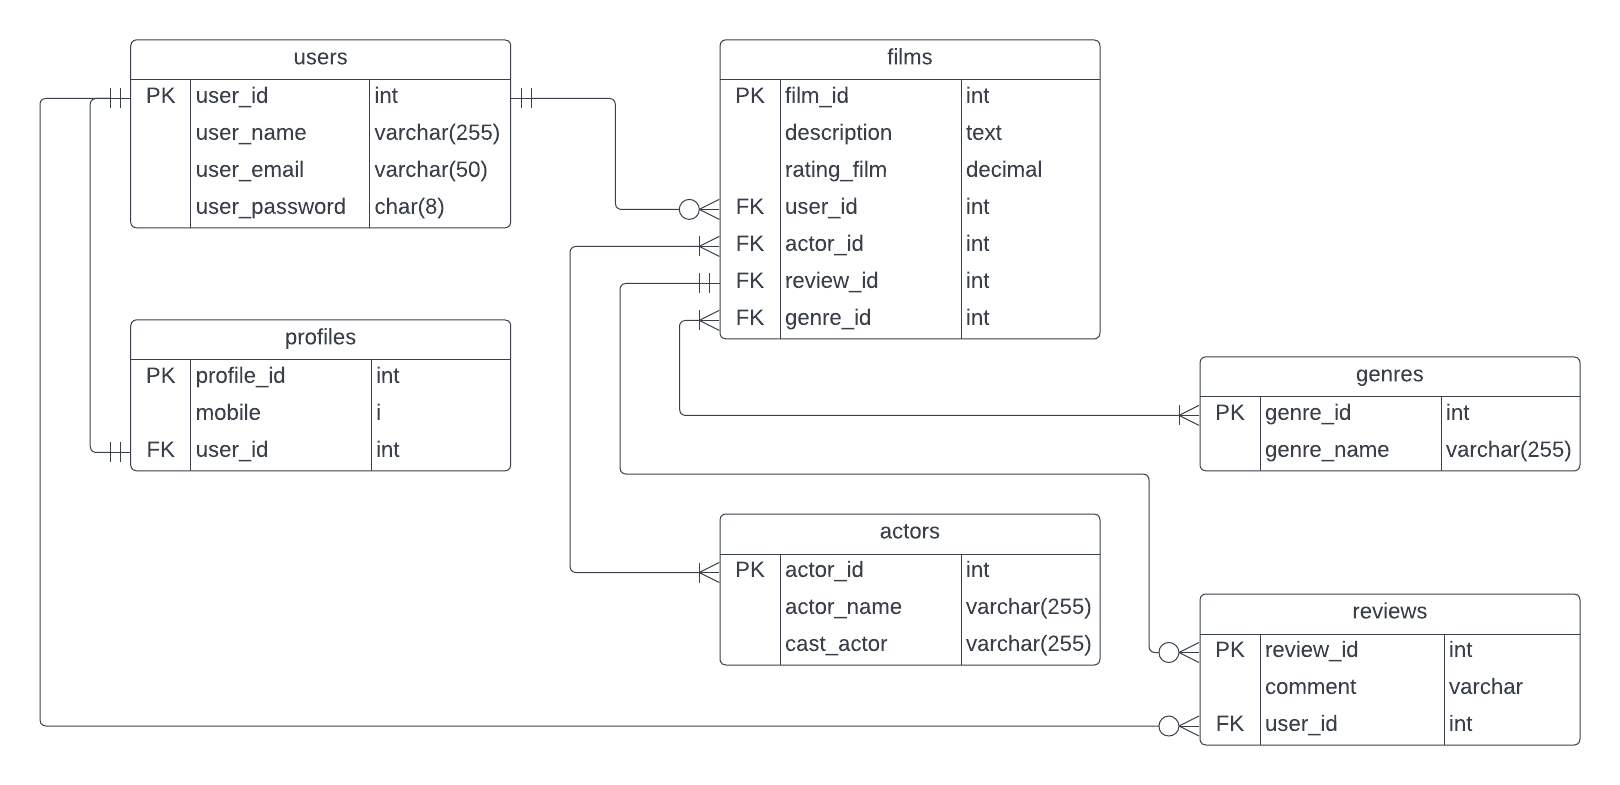 users
PK user_id int
user_name varchar(255)
user_email varchar(50)
user_password char(8)
films
PK film_id int
description text
rating_film decimal
FK user_id int
FK actor_id int
FK review_id int
FK genre_id int
profiles
PK profile_id int
mobile i
FK user_id int
genres
PK genre_id int
genre_name varchar(255)
actors
PK actor_id int
actor_name varchar(255)
cast_actor varchar(255)
reviews
PK review_id int
comment varchar
FK user_id int